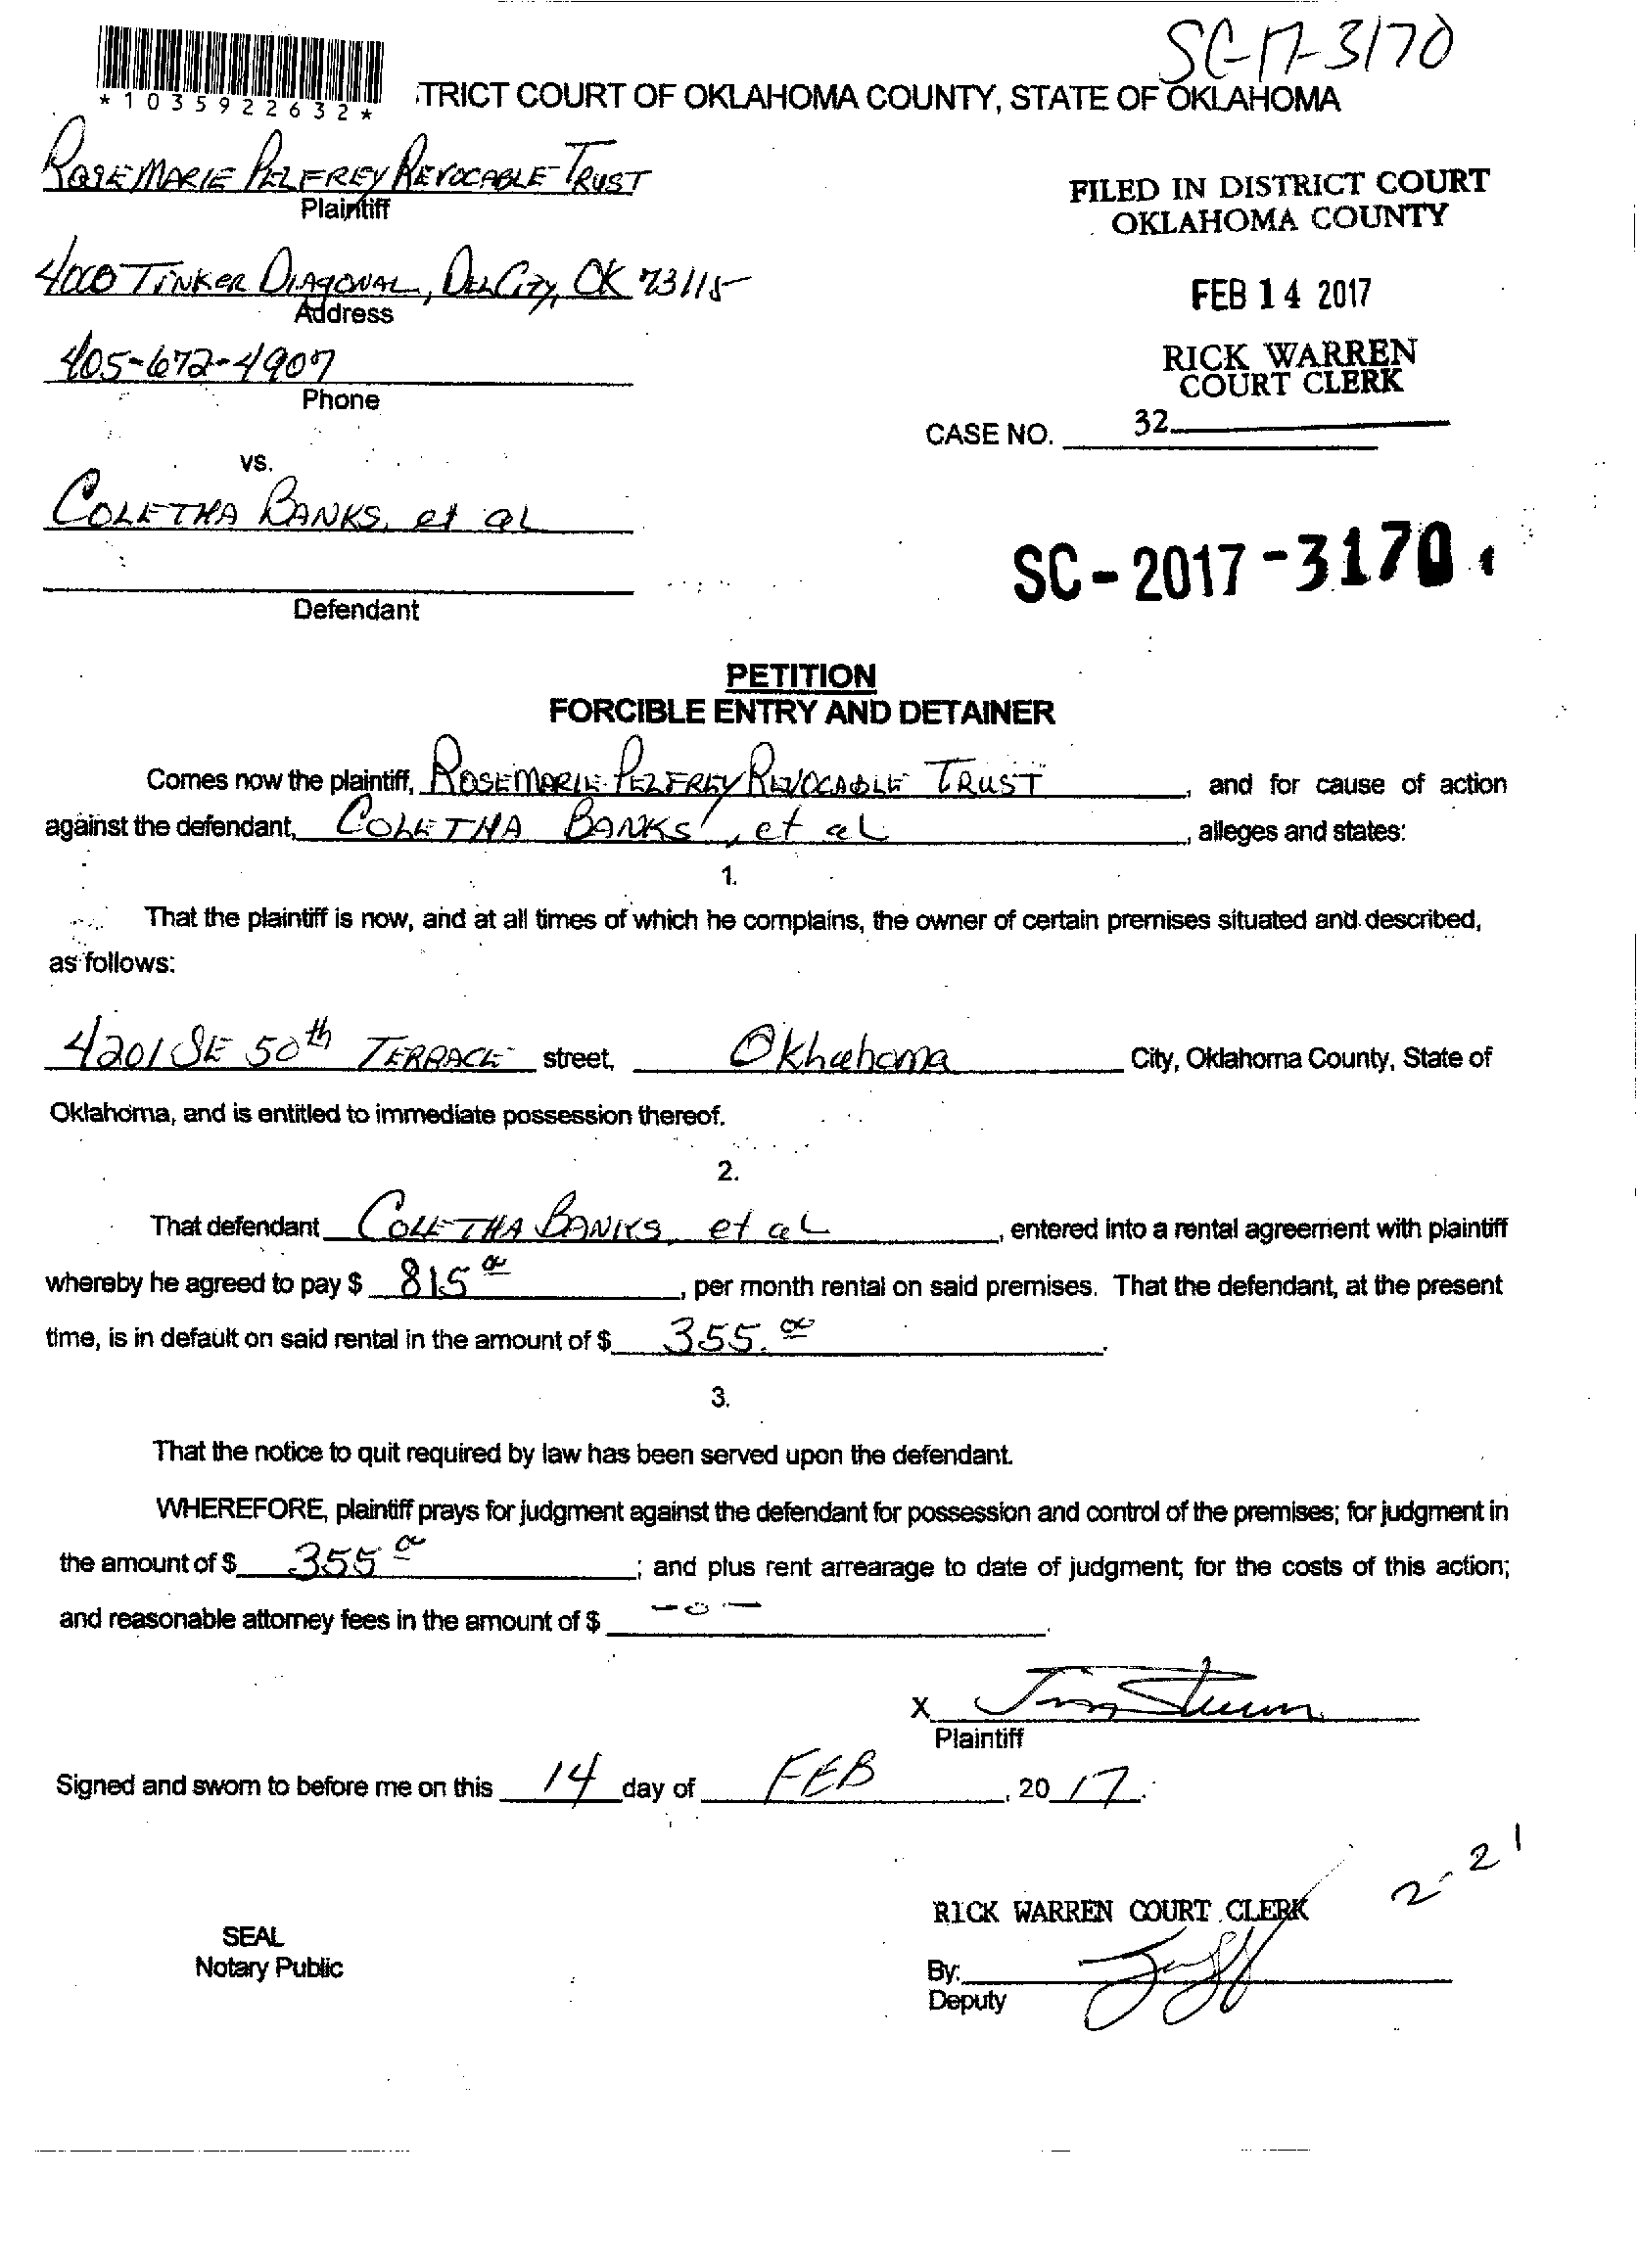 SC-17-3170
*1035922632*
TRICT COURT OF OKLAHOMA COUNTY, STATE OF OKLAHOMA
ROSEMARIE PELFREY REVOCABLE TRUST
Plaintiff
FILED IN DISTRICT COURT
OKLAHOMA COUNTY
4000 TINKER DIAGONAL, DEL CITY, OK 73115
Address
FEB 14 2017
405-672-4907
Phone
RICK WARREN
COURT CLERK
CASE NO. 32
vs.
COLETHA BANKS, et al
SC-2017-3170
Defendant
PETITION
FORCIBLE ENTRY AND DETAINER
Comes now the plaintiff, ROSEMARIE PELFREY REVOCABLE TRUST, and for cause of action
against the defendant, COLETHA BANKS, et al, alleges and states:
1.
That the plaintiff is now, and at all times of which he complains, the owner of certain premises situated and described,
as follows:
4201 SE 50th TERRACE street, Oklahoma City, Oklahoma County, State of
Oklahoma, and is entitled to immediate possession thereof.
2.
That defendant COLETHA BANKS, et al, entered into a rental agreement with plaintiff
whereby he agreed to pay $ 815 00, per month rental on said premises. That the defendant, at the present
time, is in default on said rental in the amount of $ 355.00.
3.
That the notice to quit required by law has been served upon the defendant.
WHEREFORE, plaintiff prays for judgment against the defendant for possession and control of the premises; for judgment in
the amount of $ 355 00; and plus rent arrearage to date of judgment; for the costs of this action;
and reasonable attorney fees in the amount of $ -0-.
X
Plaintiff
Signed and sworn to before me on this 14 day of FEB, 20 17.
2-21
RICK WARREN COURT CLERK
SEAL
Notary Public
By:
Deputy